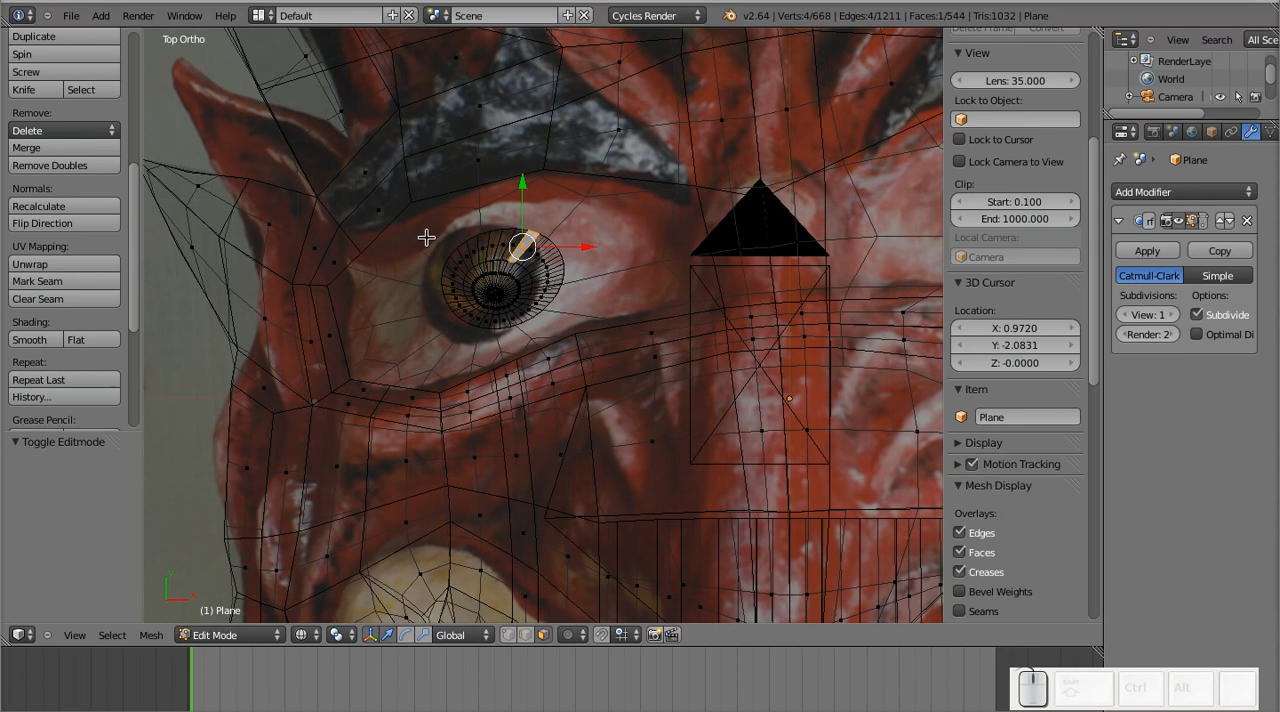 File Add Render Window Help Default Scene Cycles Render v2.64 | Verts:4/668 | Edges:4/1211 | Faces:1/544 | Tris:1032 | Plane
Duplicate
Spin
Screw
Knife Select
Remove:
Delete
Merge
Remove Doubles
Normals:
Recalculate
Flip Direction
UV Mapping:
Unwrap
Mark Seam
Clear Seam
Shading:
Smooth Flat
Repeat:
Repeat Last
History...
Grease Pencil:
Toggle Editmode
Top Ortho
(1) Plane
View
Lens: 35.000
Lock to Object:
Lock to Cursor
Lock Camera to View
Clip:
Start: 0.100
End: 1000.000
Local Camera:
Camera
3D Cursor
Location:
X: 0.9720
Y: -2.0831
Z: -0.0000
Item
Plane
Display
Motion Tracking
Mesh Display
Overlays:
Edges
Faces
Creases
Bevel Weights
Seams
View Search All Sce
RenderLaye
World
Camera
Plane
Add Modifier
Apply Copy
Catmull-Clark Simple
Subdivisions: Options:
View: 1 Subdivide
Render: 2 Optimal Di
View Select Mesh Edit Mode Global
Ctrl Alt